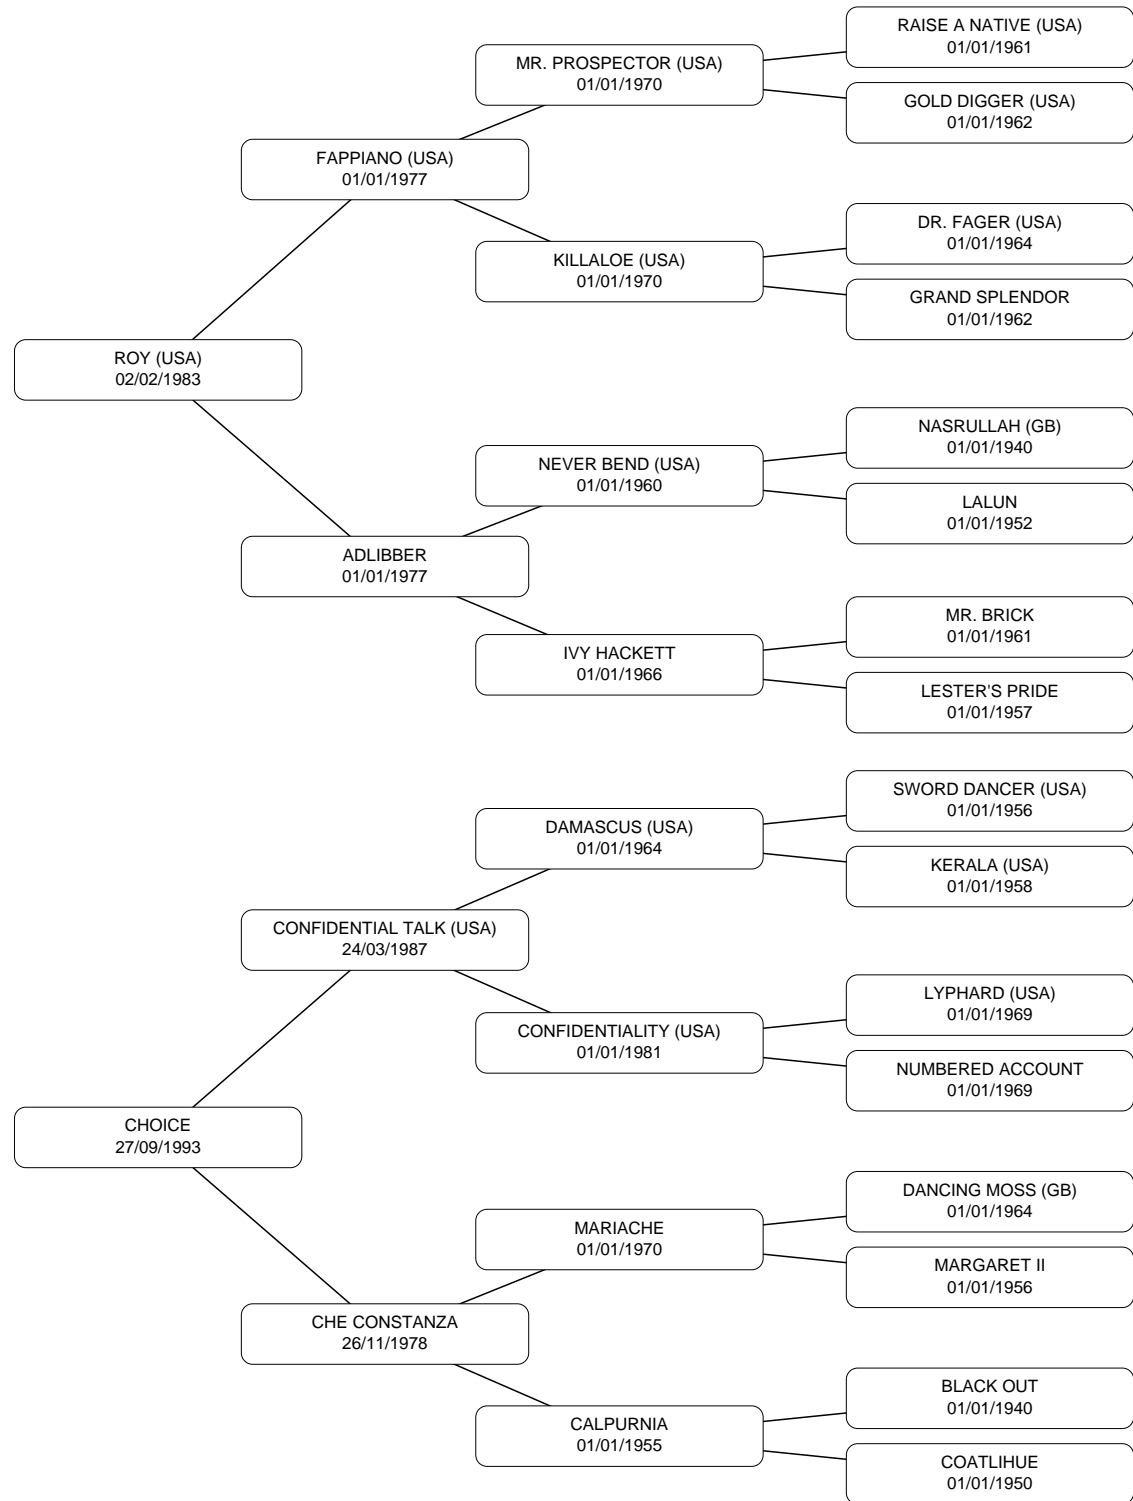 RAISE A NATIVE (USA)
01/01/1961
MR. PROSPECTOR (USA)
01/01/1970
GOLD DIGGER (USA)
01/01/1962
FAPPIANO (USA)
01/01/1977
DR. FAGER (USA)
01/01/1964
KILLALOE (USA)
01/01/1970
GRAND SPLENDOR
01/01/1962
ROY (USA)
02/02/1983
NASRULLAH (GB)
01/01/1940
NEVER BEND (USA)
01/01/1960
LALUN
01/01/1952
ADLIBBER
01/01/1977
MR. BRICK
01/01/1961
IVY HACKETT
01/01/1966
LESTER'S PRIDE
01/01/1957
SWORD DANCER (USA)
01/01/1956
DAMASCUS (USA)
01/01/1964
KERALA (USA)
01/01/1958
CONFIDENTIAL TALK (USA)
24/03/1987
LYPHARD (USA)
01/01/1969
CONFIDENTIALITY (USA)
01/01/1981
NUMBERED ACCOUNT
01/01/1969
CHOICE
27/09/1993
DANCING MOSS (GB)
01/01/1964
MARIACHE
01/01/1970
MARGARET II
01/01/1956
CHE CONSTANZA
26/11/1978
BLACK OUT
01/01/1940
CALPURNIA
01/01/1955
COATLIHUE
01/01/1950